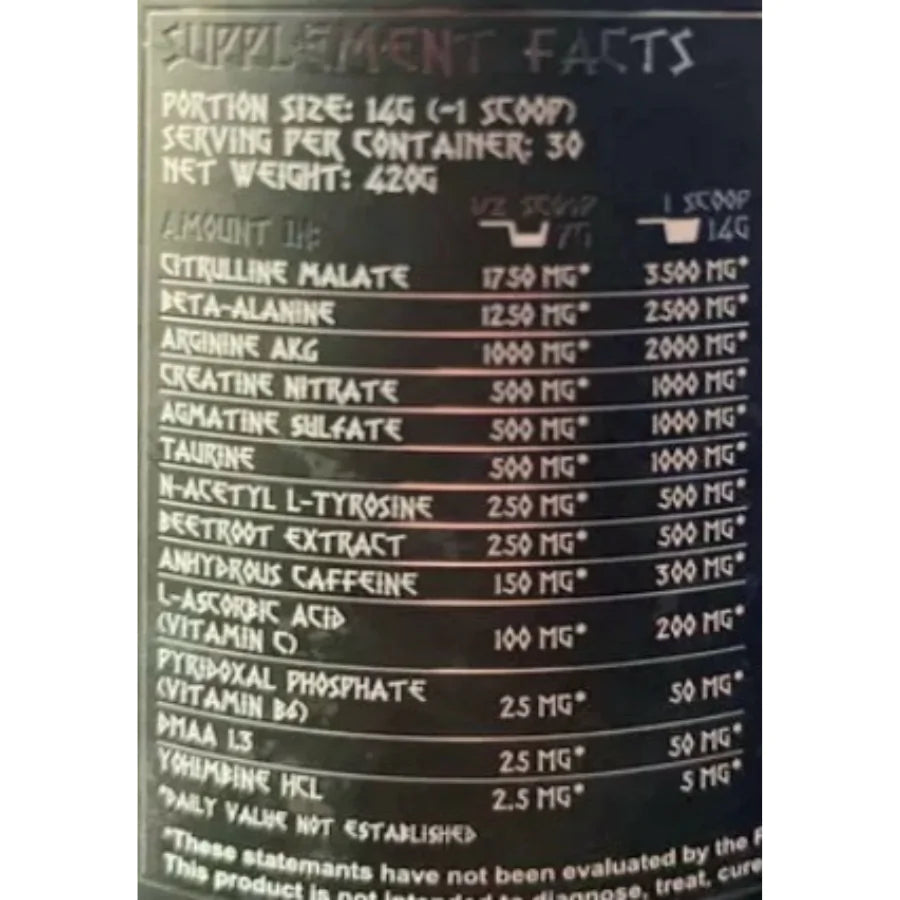 SUPPLEMENT FACTS
PORTION SIZE: 14G (~1 SCOOP)
SERVING PER CONTAINER: 30
NET WEIGHT: 420G
1/2 SCOOP 1 SCOOP
AMOUNT IN: 7G 14G
CITRULLINE MALATE 1750 MG* 3500 MG*
BETA-ALANINE 1250 MG* 2500 MG*
ARGININE AKG 1000 MG* 2000 MG*
CREATINE NITRATE 500 MG* 1000 MG*
AGMATINE SULFATE 500 MG* 1000 MG*
TAURINE 500 MG* 1000 MG*
N-ACETYL L-TYROSINE 250 MG* 500 MG*
BEETROOT EXTRACT 250 MG* 500 MG*
ANHYDROUS CAFFEINE 150 MG* 300 MG*
L-ASCORBIC ACID
(VITAMIN C) 100 MG* 200 MG*
PYRIDOXAL PHOSPHATE
(VITAMIN B6) 25 MG* 50 MG*
DMAA 1.3 25 MG* 50 MG*
YOHIMBINE HCL 2.5 MG* 5 MG*
*DAILY VALUE NOT ESTABLISHED
*These statemants have not been evaluated by the F
This product is not intended to diagnose, treat, cure